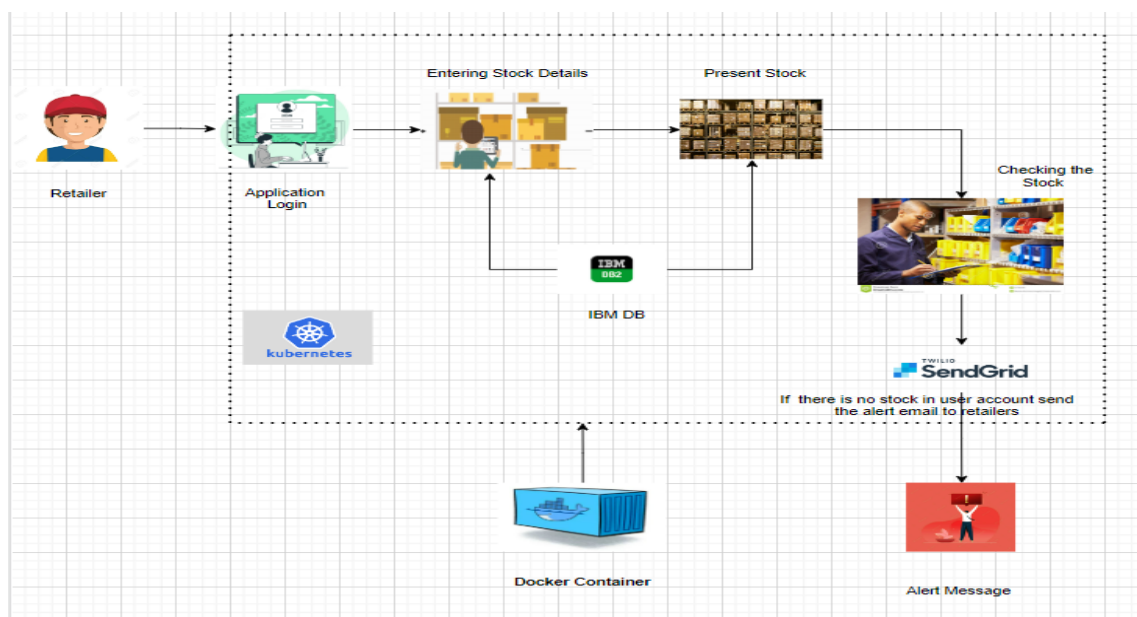 Entering Stock Details
Present Stock
Checking the
Stock
Retailer
Application
Login
IBM
DB2
IBM DB
kubernetes
TWILIO
SendGrid
If there is no stock in user account send
the alert email to retailers
Docker Container
Alert Message